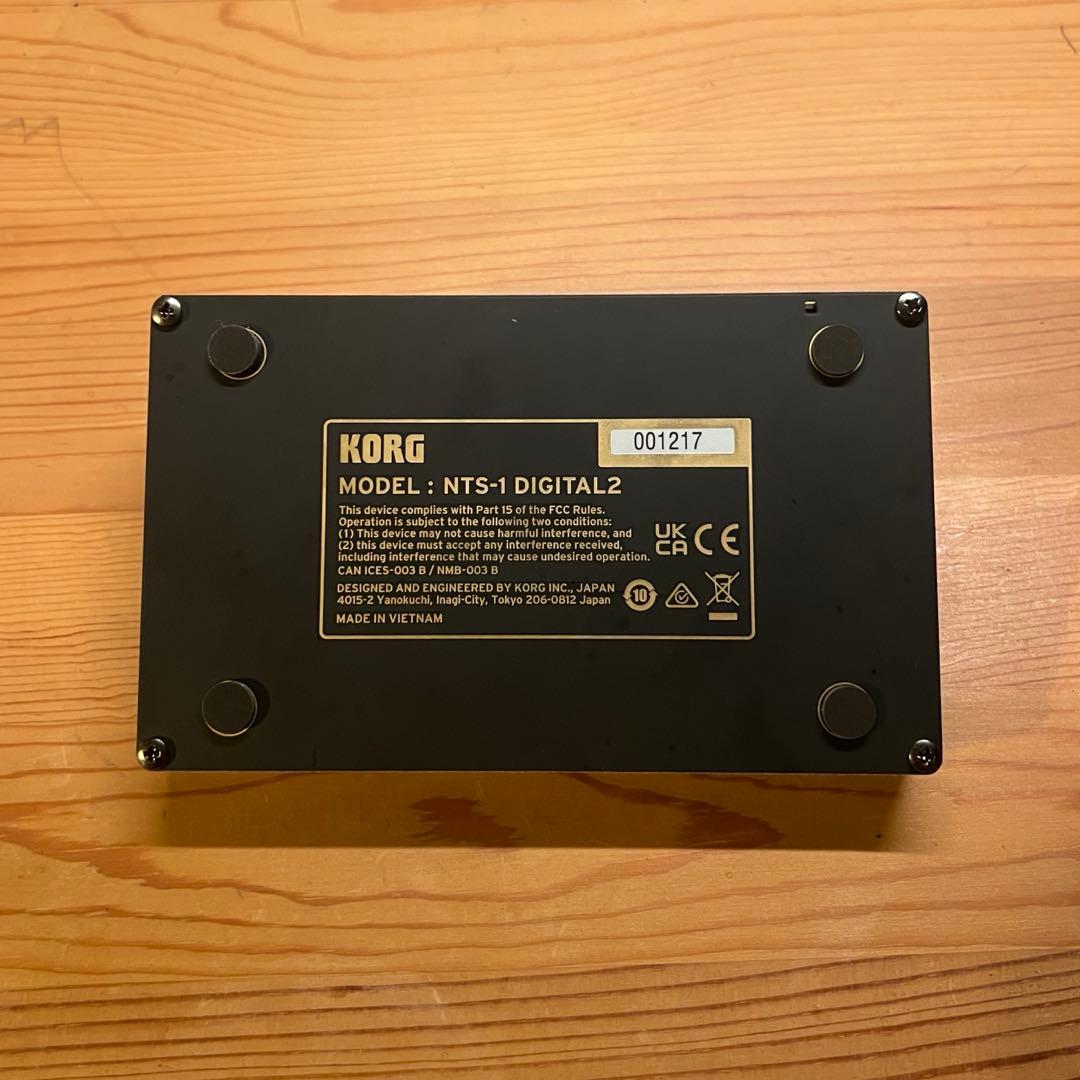 KORG
001217
MODEL : NTS-1 DIGITAL2
This device complies with Part 15 of the FCC Rules.
Operation is subject to the following two conditions:
(1) This device may not cause harmful interference, and
(2) this device must accept any interference received,
including interference that may cause undesired operation.
CAN ICES-003 B / NMB-003 B
UK
CA
CE
DESIGNED AND ENGINEERED BY KORG INC., JAPAN
4015-2 Yanokuchi, Inagi-City, Tokyo 206-0812 Japan
10
MADE IN VIETNAM